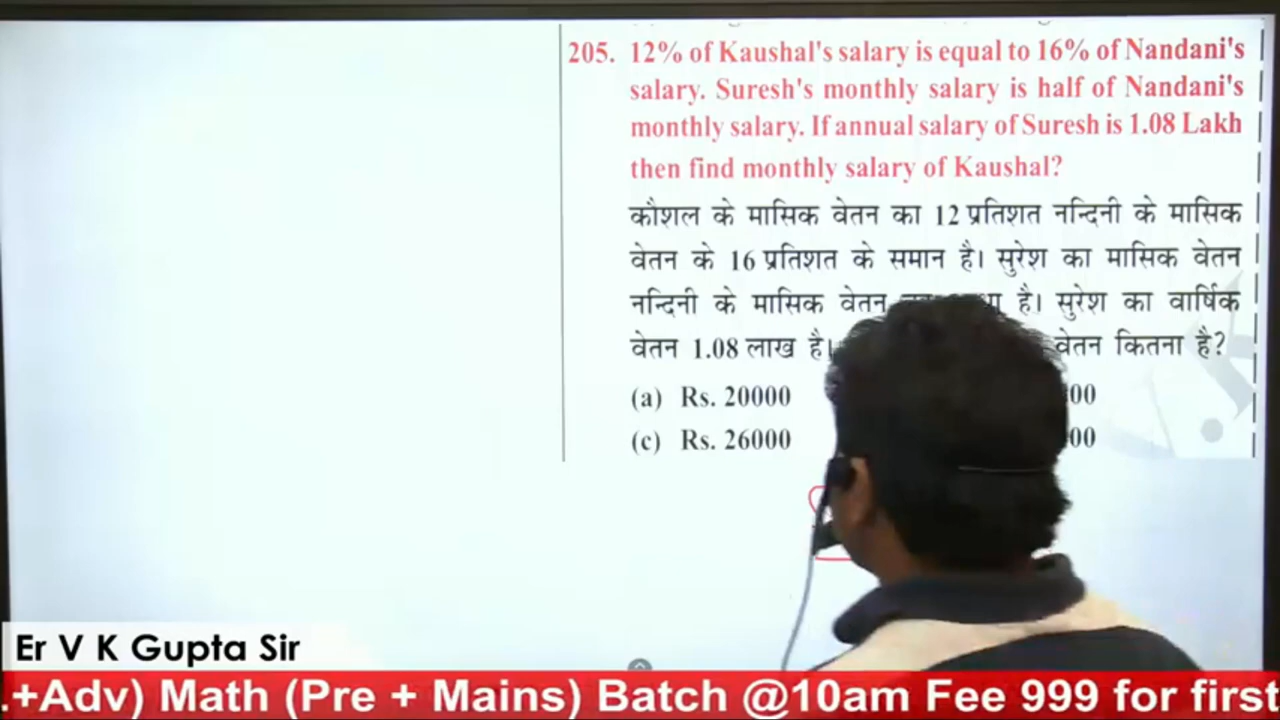 205. 12% of Kaushal's salary is equal to 16% of Nandani's
salary. Suresh's monthly salary is half of Nandani's
monthly salary. If annual salary of Suresh is 1.08 Lakh
then find monthly salary of Kaushal?
कौशल के मासिक वेतन का 12 प्रतिशत नन्दिनी के मासिक
वेतन के 16 प्रतिशत के समान है। सुरेश का मासिक वेतन
नन्दिनी के मासिक वेतन है। सुरेश का वार्षिक
वेतन 1.08 लाख है। वेतन कितना है?
(a) Rs. 20000 00
(c) Rs. 26000 00
Er V K Gupta Sir
.+Adv) Math (Pre + Mains) Batch @10am Fee 999 for first